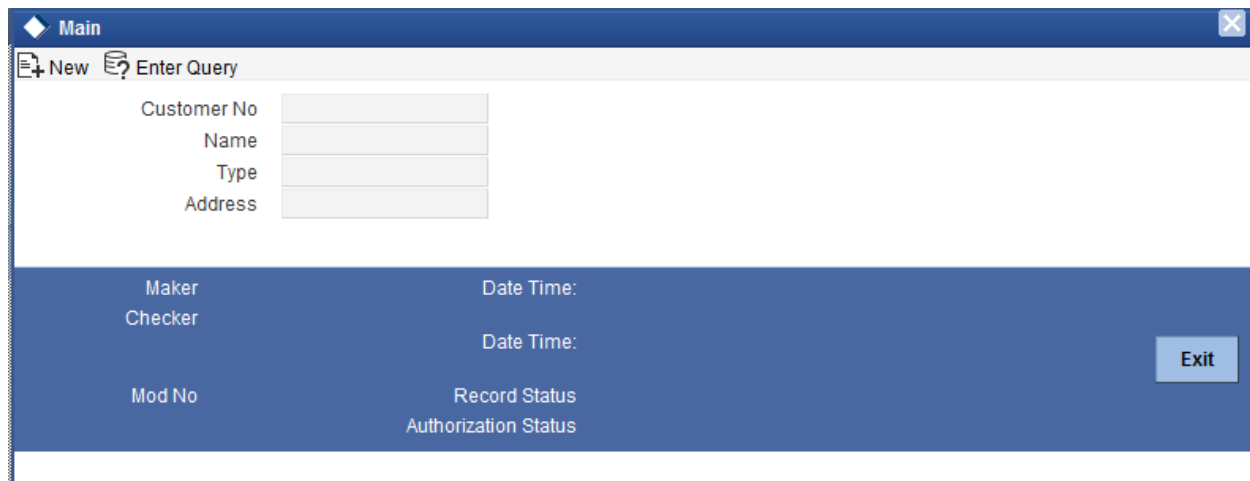 Main
New Enter Query
Customer No
Name
Type
Address
Maker Date Time:
Checker
Date Time:
Exit
Mod No Record Status
Authorization Status